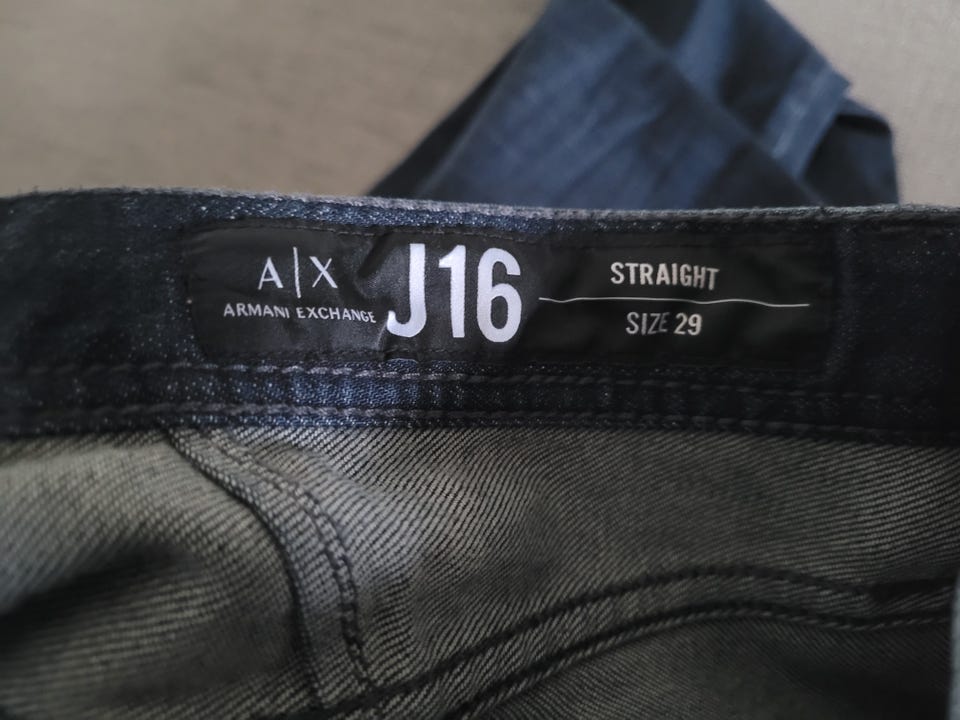 A|X
ARMANI EXCHANGE
J16
STRAIGHT
SIZE 29